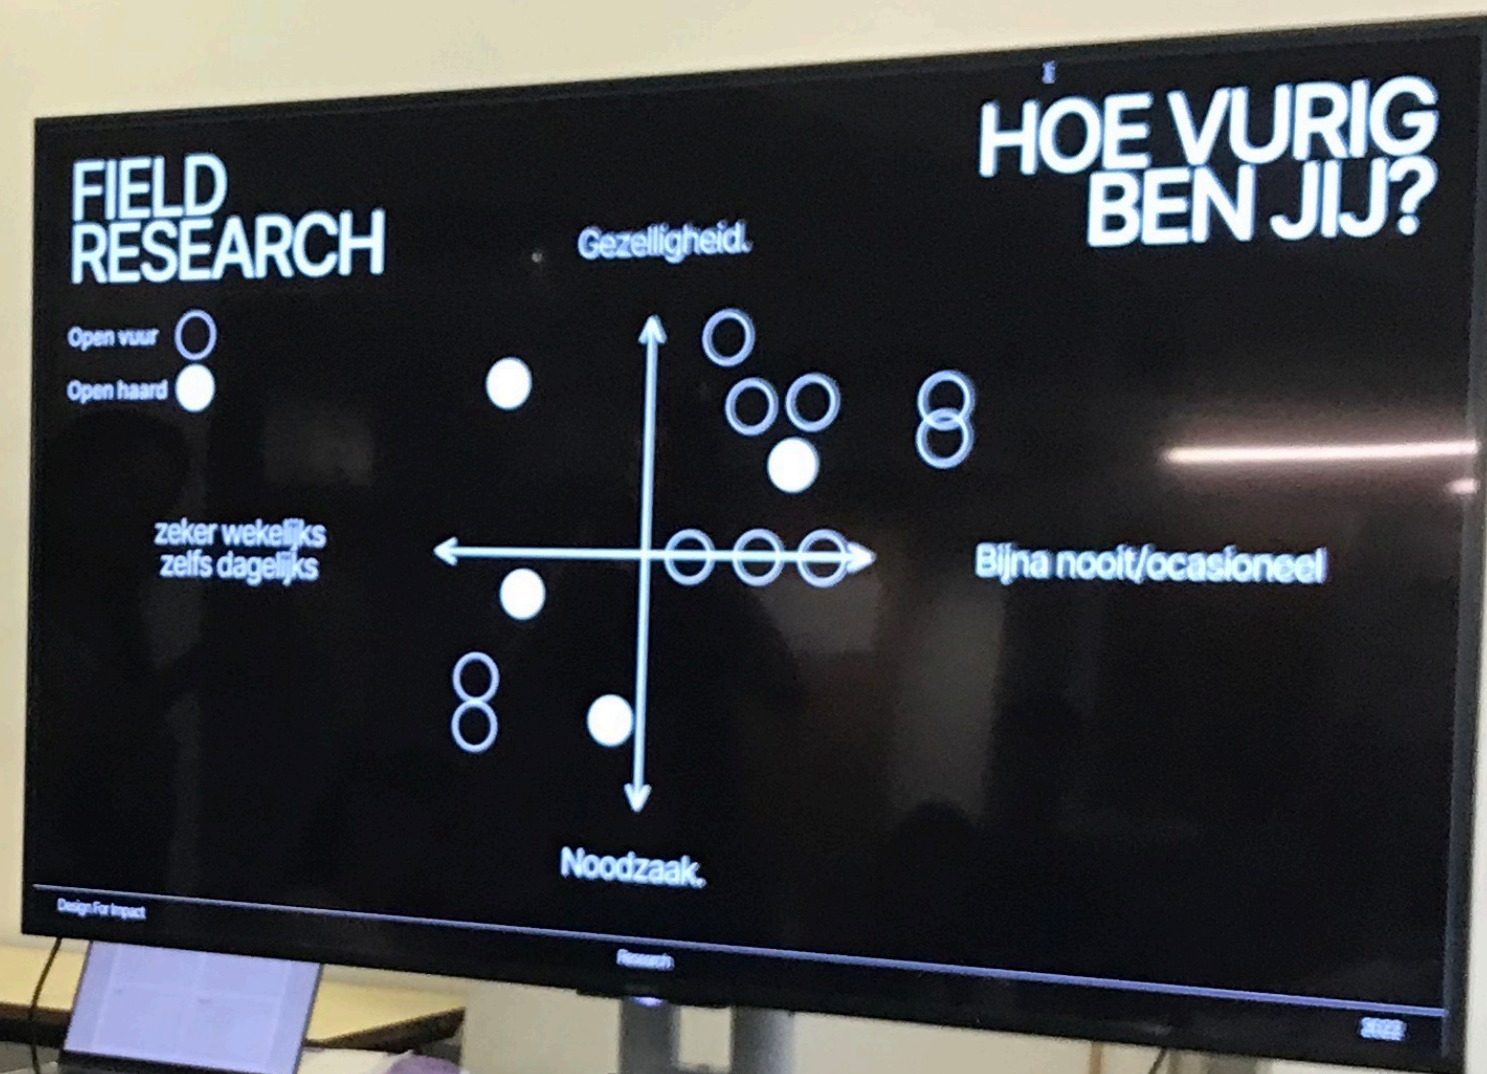 FIELD
RESEARCH
HOE VURIG
BEN JIJ?
Open vuur
Open haard
Gezelligheid.
zeker wekelijks
zelfs dagelijks
Bijna nooit/ocasioneel
Noodzaak.
Design For Impact
Research
2022